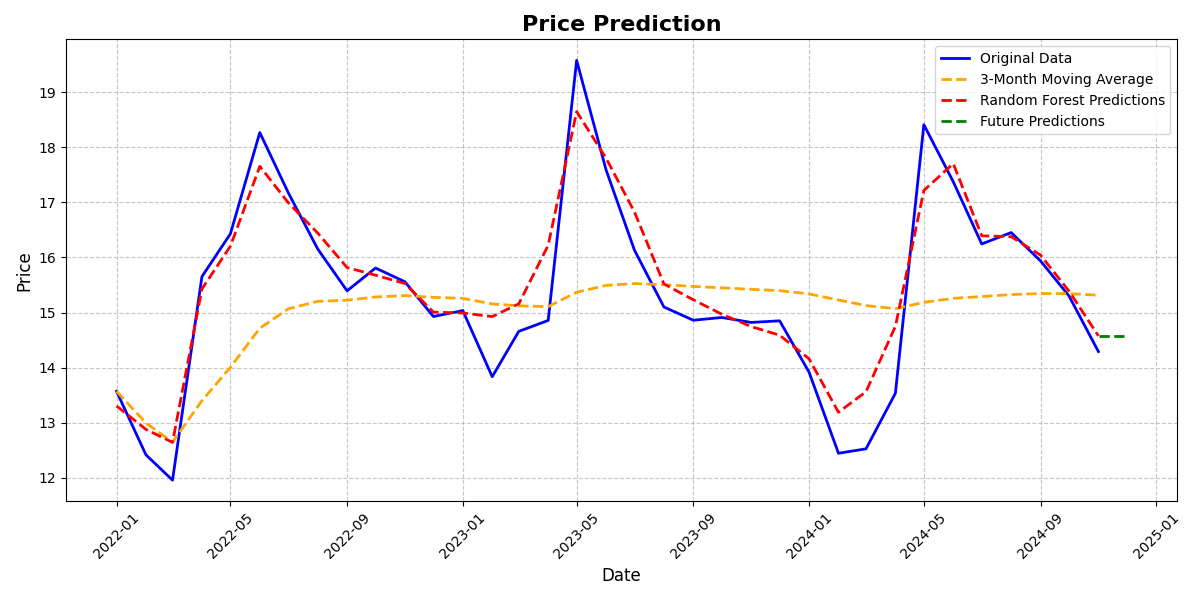 Price Prediction
Original Data
3-Month Moving Average
Random Forest Predictions
Future Predictions
Price
19
18
17
16
15
14
13
12
2022-01
2022-05
2022-09
2023-01
2023-05
2023-09
2024-01
2024-05
2024-09
2025-01
Date